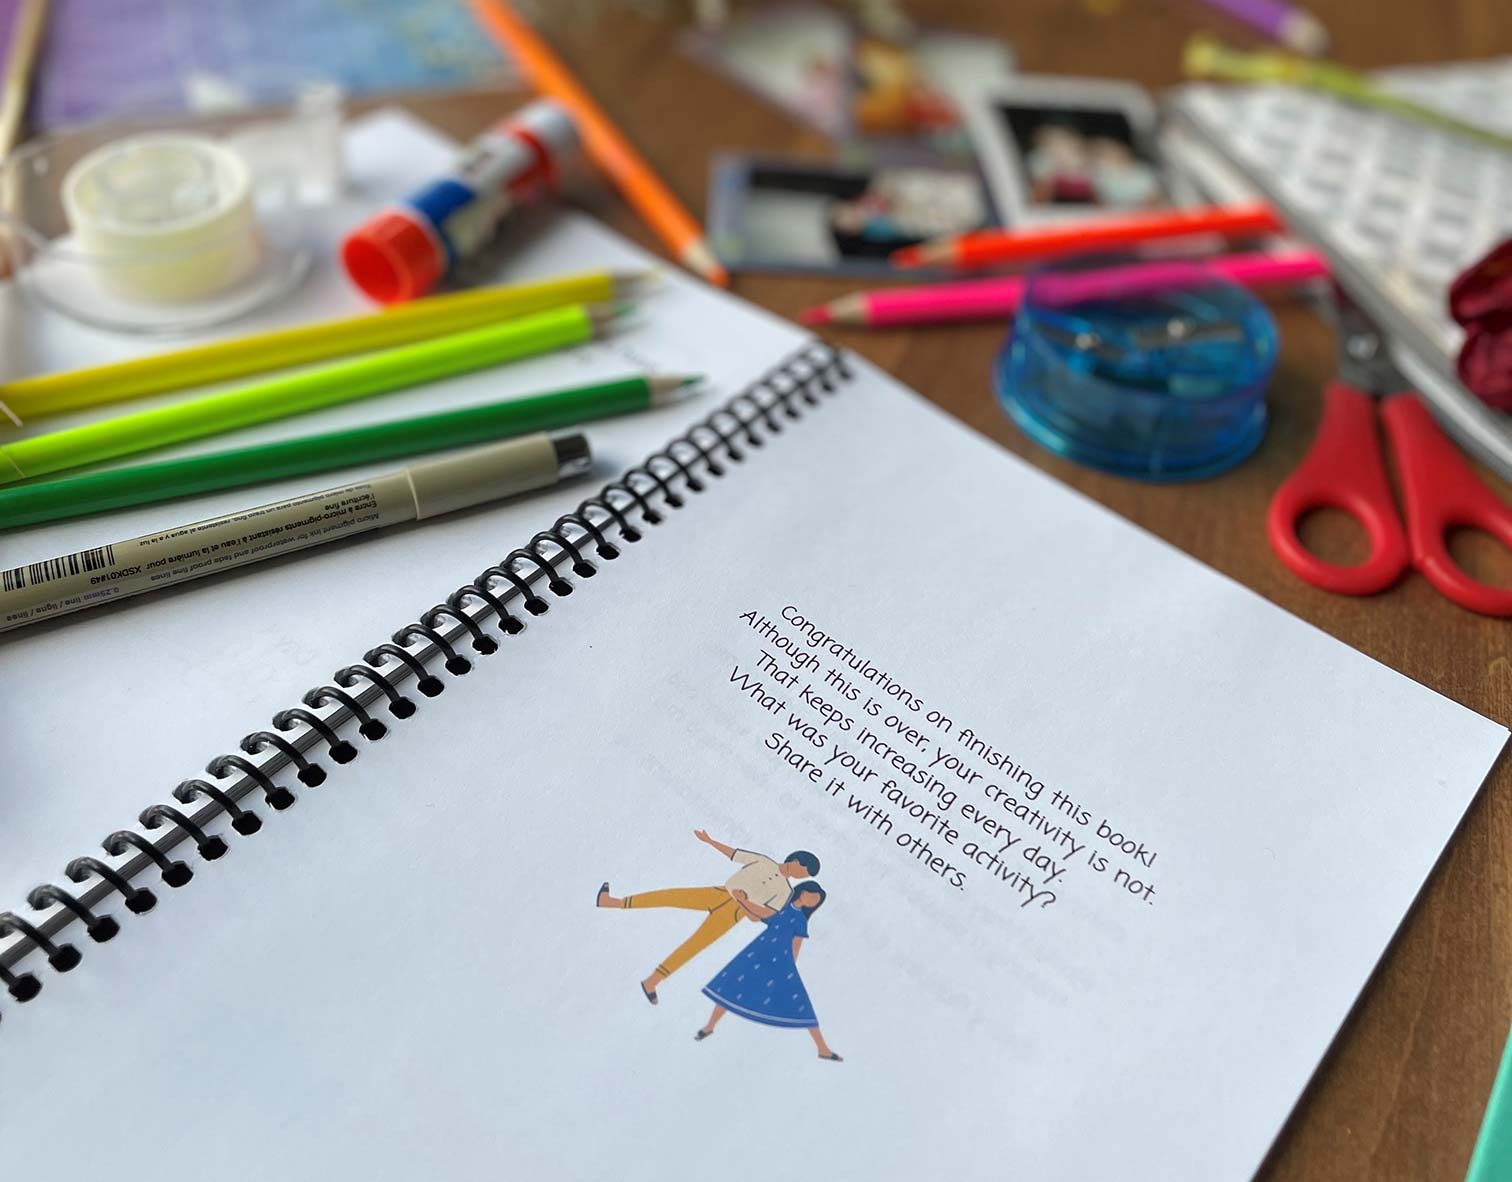 Congratulations on finishing this book!
Although this is over, your creativity is not.
That keeps increasing every day.
What was your favorite activity?
Share it with others.
Micro pigment ink for waterproof and fade proof fine lines
Encre à micro-pigments résistant à l'eau et à la lumière pour
l'écriture fine
XSDK01#49
0.25mm line / ligne / línea